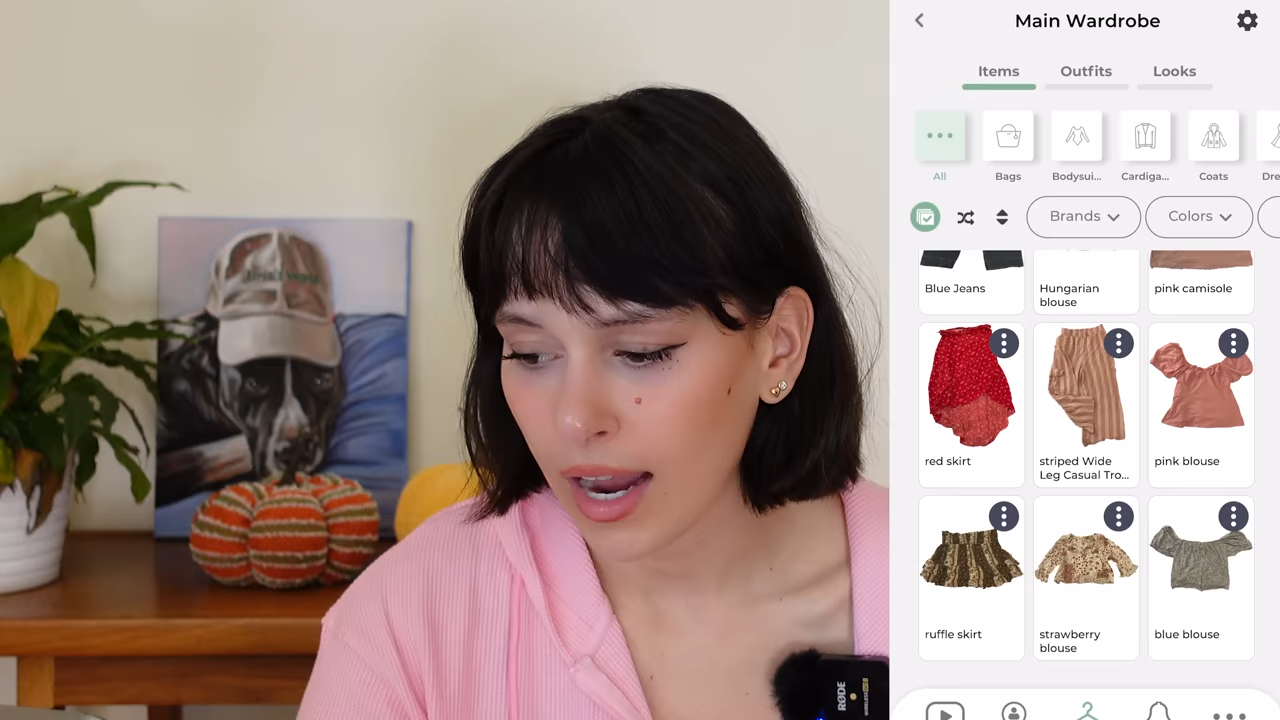 Main Wardrobe
Items
Outfits
Looks
All
Bags
Bodysui...
Cardiga...
Coats
Dre
Brands
Colors
Blue Jeans
Hungarian
blouse
pink camisole
red skirt
striped Wide
Leg Casual Tro...
pink blouse
ruffle skirt
strawberry
blouse
blue blouse
RØDE